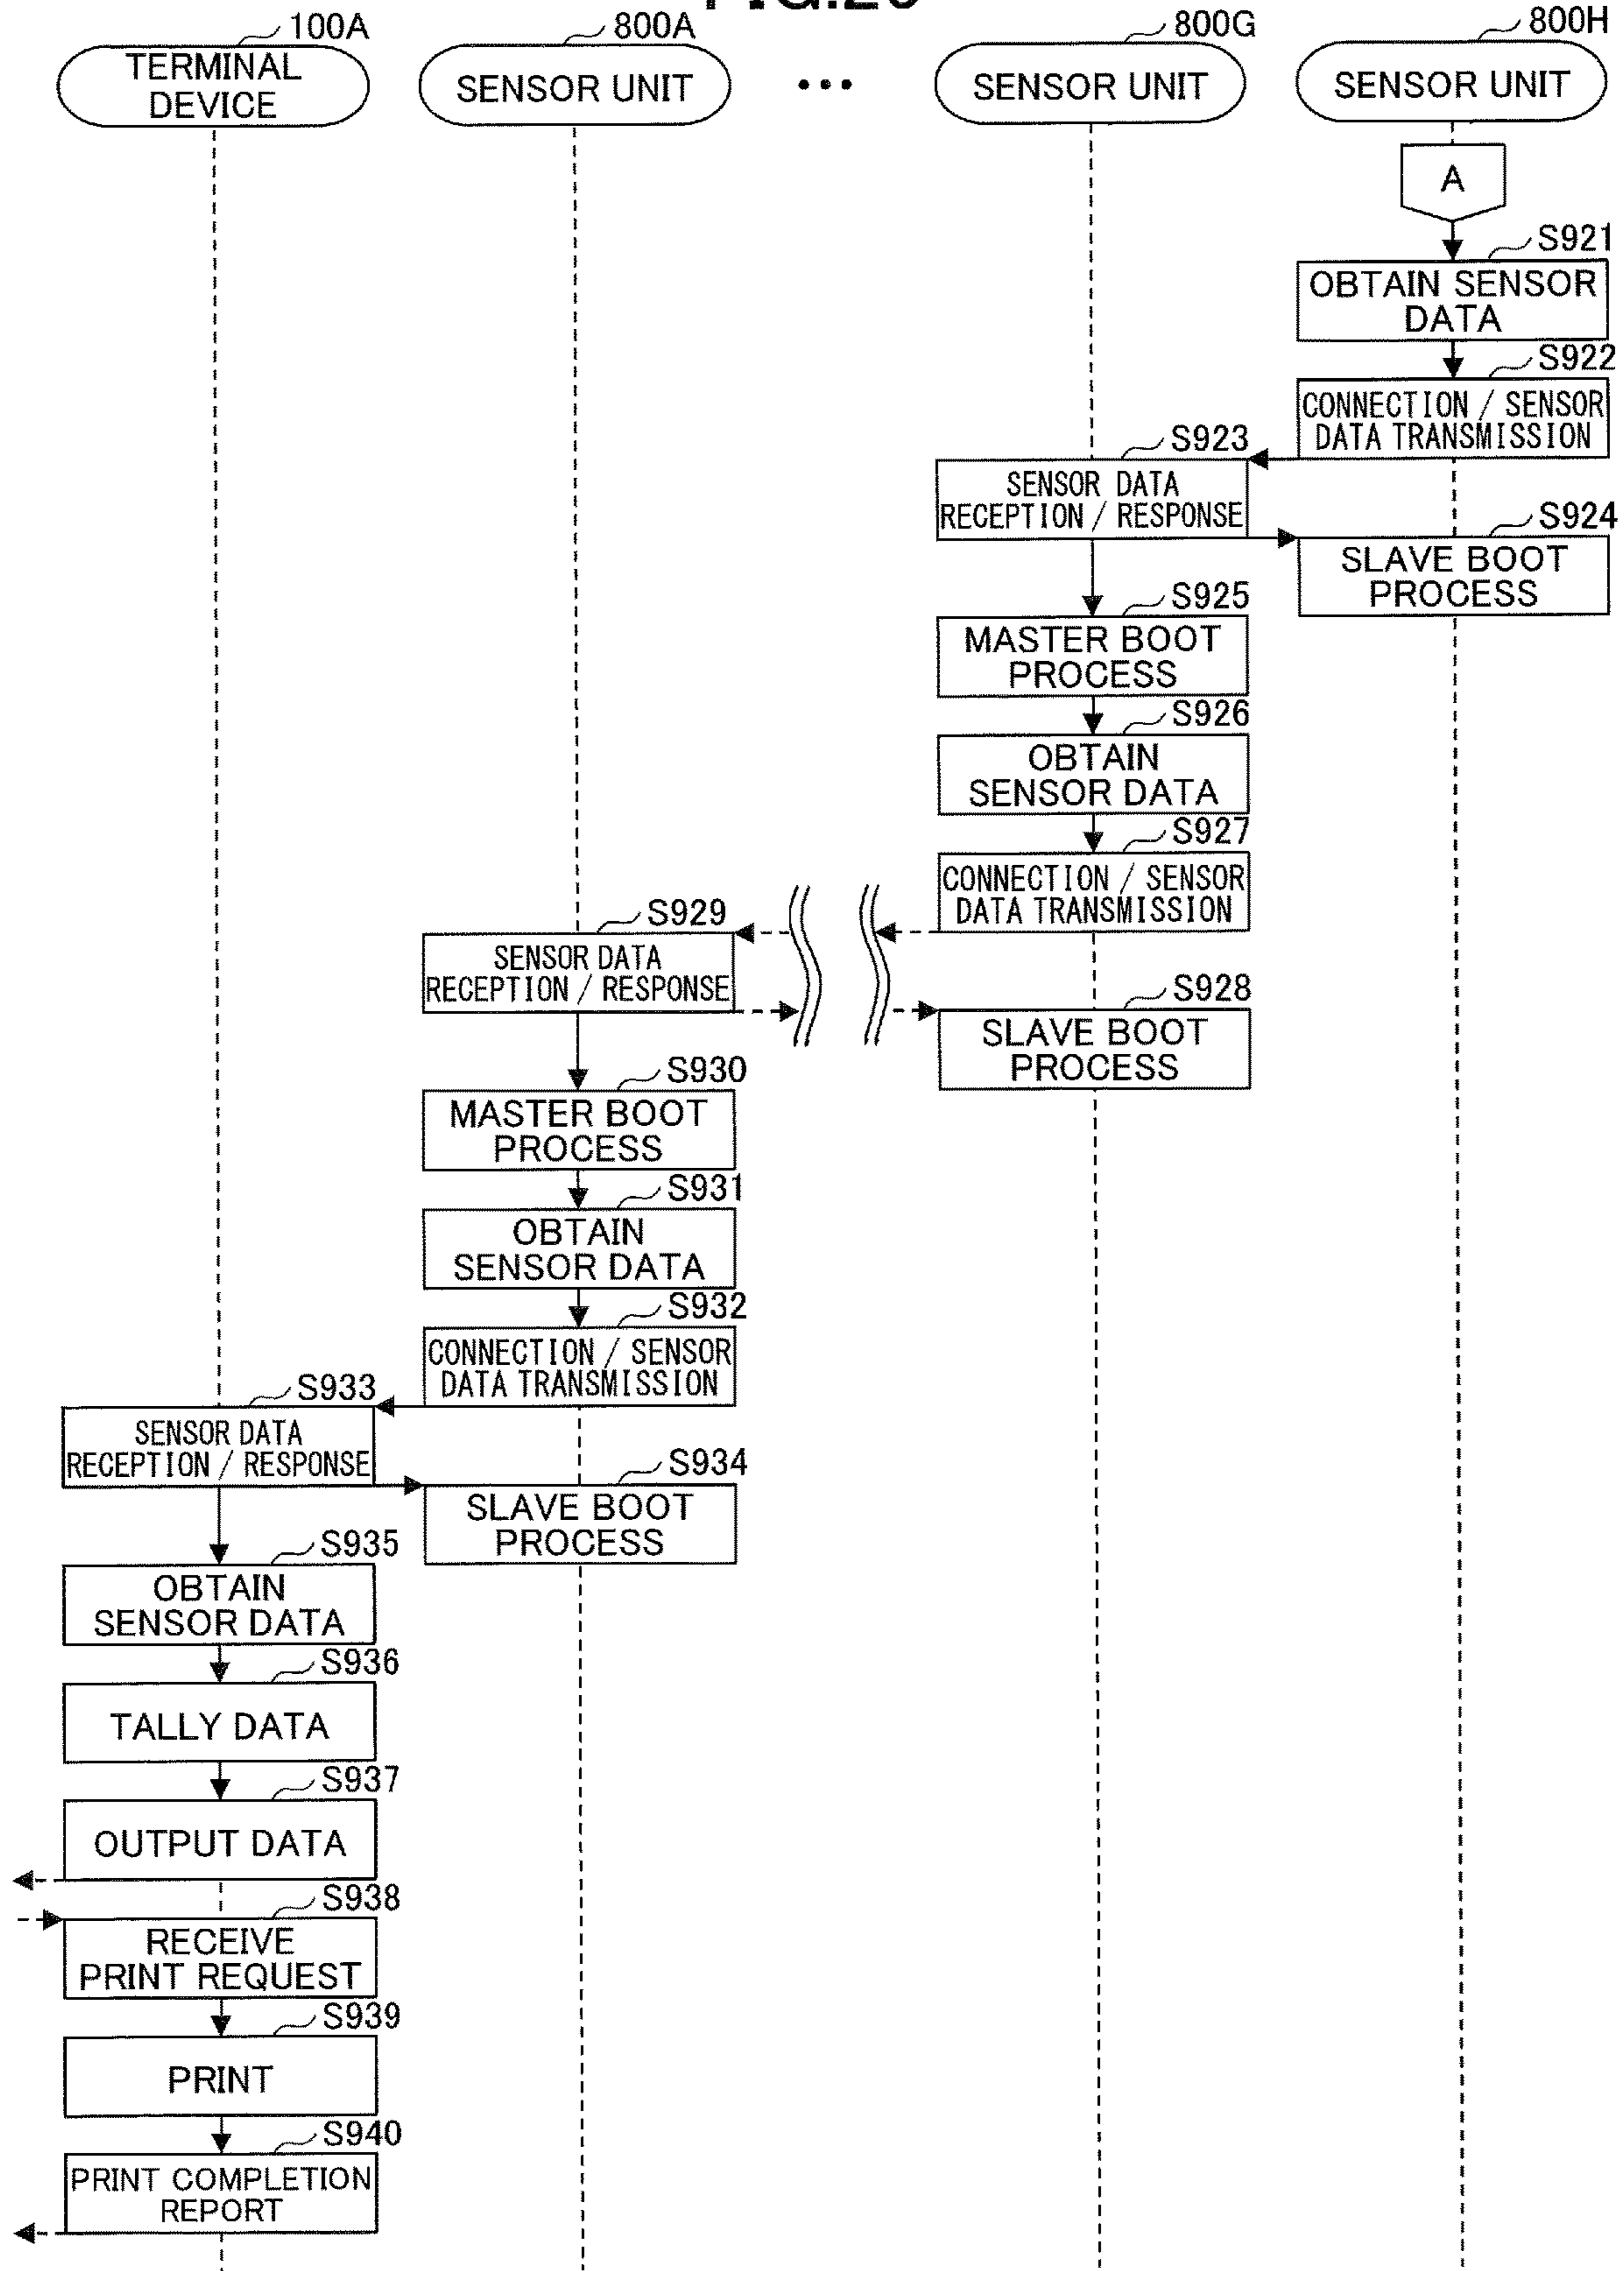 100A
800A
800G
800H
TERMINAL
DEVICE
SENSOR UNIT
...
SENSOR UNIT
SENSOR UNIT
A
S921
OBTAIN SENSOR
DATA
S922
CONNECTION / SENSOR
DATA TRANSMISSION
S923
SENSOR DATA
RECEPTION / RESPONSE
S924
SLAVE BOOT
PROCESS
S925
MASTER BOOT
PROCESS
S926
OBTAIN
SENSOR DATA
S927
CONNECTION / SENSOR
DATA TRANSMISSION
S929
SENSOR DATA
RECEPTION / RESPONSE
S928
SLAVE BOOT
PROCESS
S930
MASTER BOOT
PROCESS
S931
OBTAIN
SENSOR DATA
S932
CONNECTION / SENSOR
DATA TRANSMISSION
S933
SENSOR DATA
RECEPTION / RESPONSE
S934
SLAVE BOOT
PROCESS
S935
OBTAIN
SENSOR DATA
S936
TALLY DATA
S937
OUTPUT DATA
S938
RECEIVE
PRINT REQUEST
S939
PRINT
S940
PRINT COMPLETION
REPORT